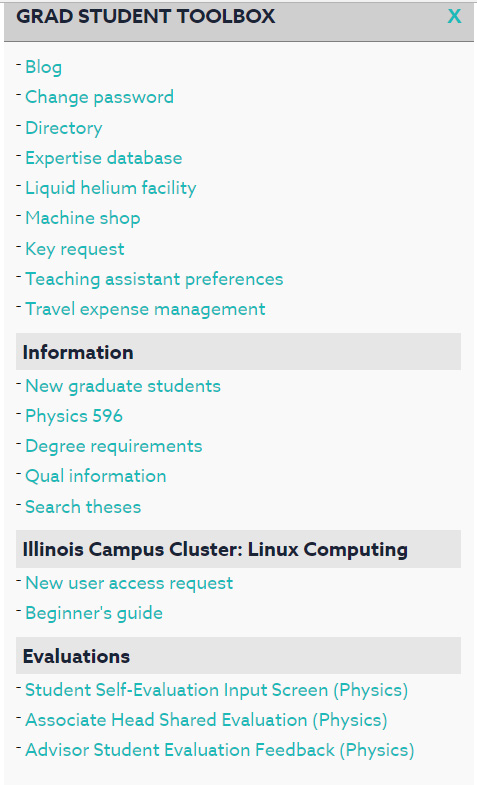 GRAD STUDENT TOOLBOX X
- Blog
- Change password
- Directory
- Expertise database
- Liquid helium facility
- Machine shop
- Key request
- Teaching assistant preferences
- Travel expense management
Information
- New graduate students
- Physics 596
- Degree requirements
- Qual information
- Search theses
Illinois Campus Cluster: Linux Computing
- New user access request
- Beginner's guide
Evaluations
- Student Self-Evaluation Input Screen (Physics)
- Associate Head Shared Evaluation (Physics)
- Advisor Student Evaluation Feedback (Physics)